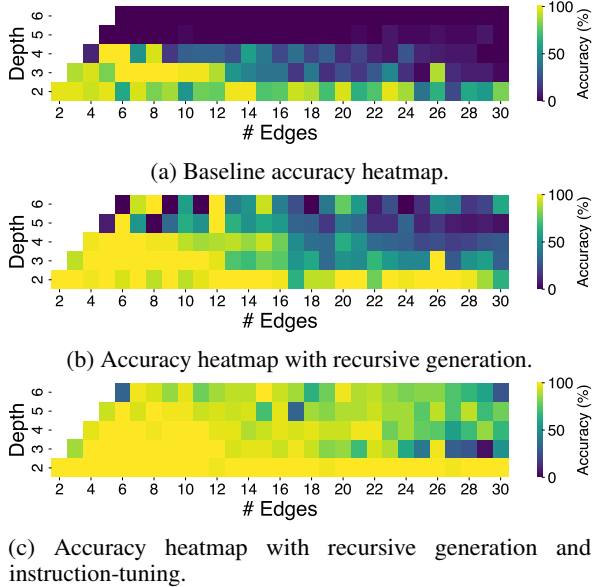 6
5
4
3
2
Depth
2 4 6 8 10 12 14 16 18 20 22 24 26 28 30
# Edges
100
50
0
Accuracy (%)
(a) Baseline accuracy heatmap.
6
5
4
3
2
Depth
2 4 6 8 10 12 14 16 18 20 22 24 26 28 30
# Edges
100
50
0
Accuracy (%)
(b) Accuracy heatmap with recursive generation.
6
5
4
3
2
Depth
2 4 6 8 10 12 14 16 18 20 22 24 26 28 30
# Edges
100
50
0
Accuracy (%)
(c) Accuracy heatmap with recursive generation and
instruction-tuning.